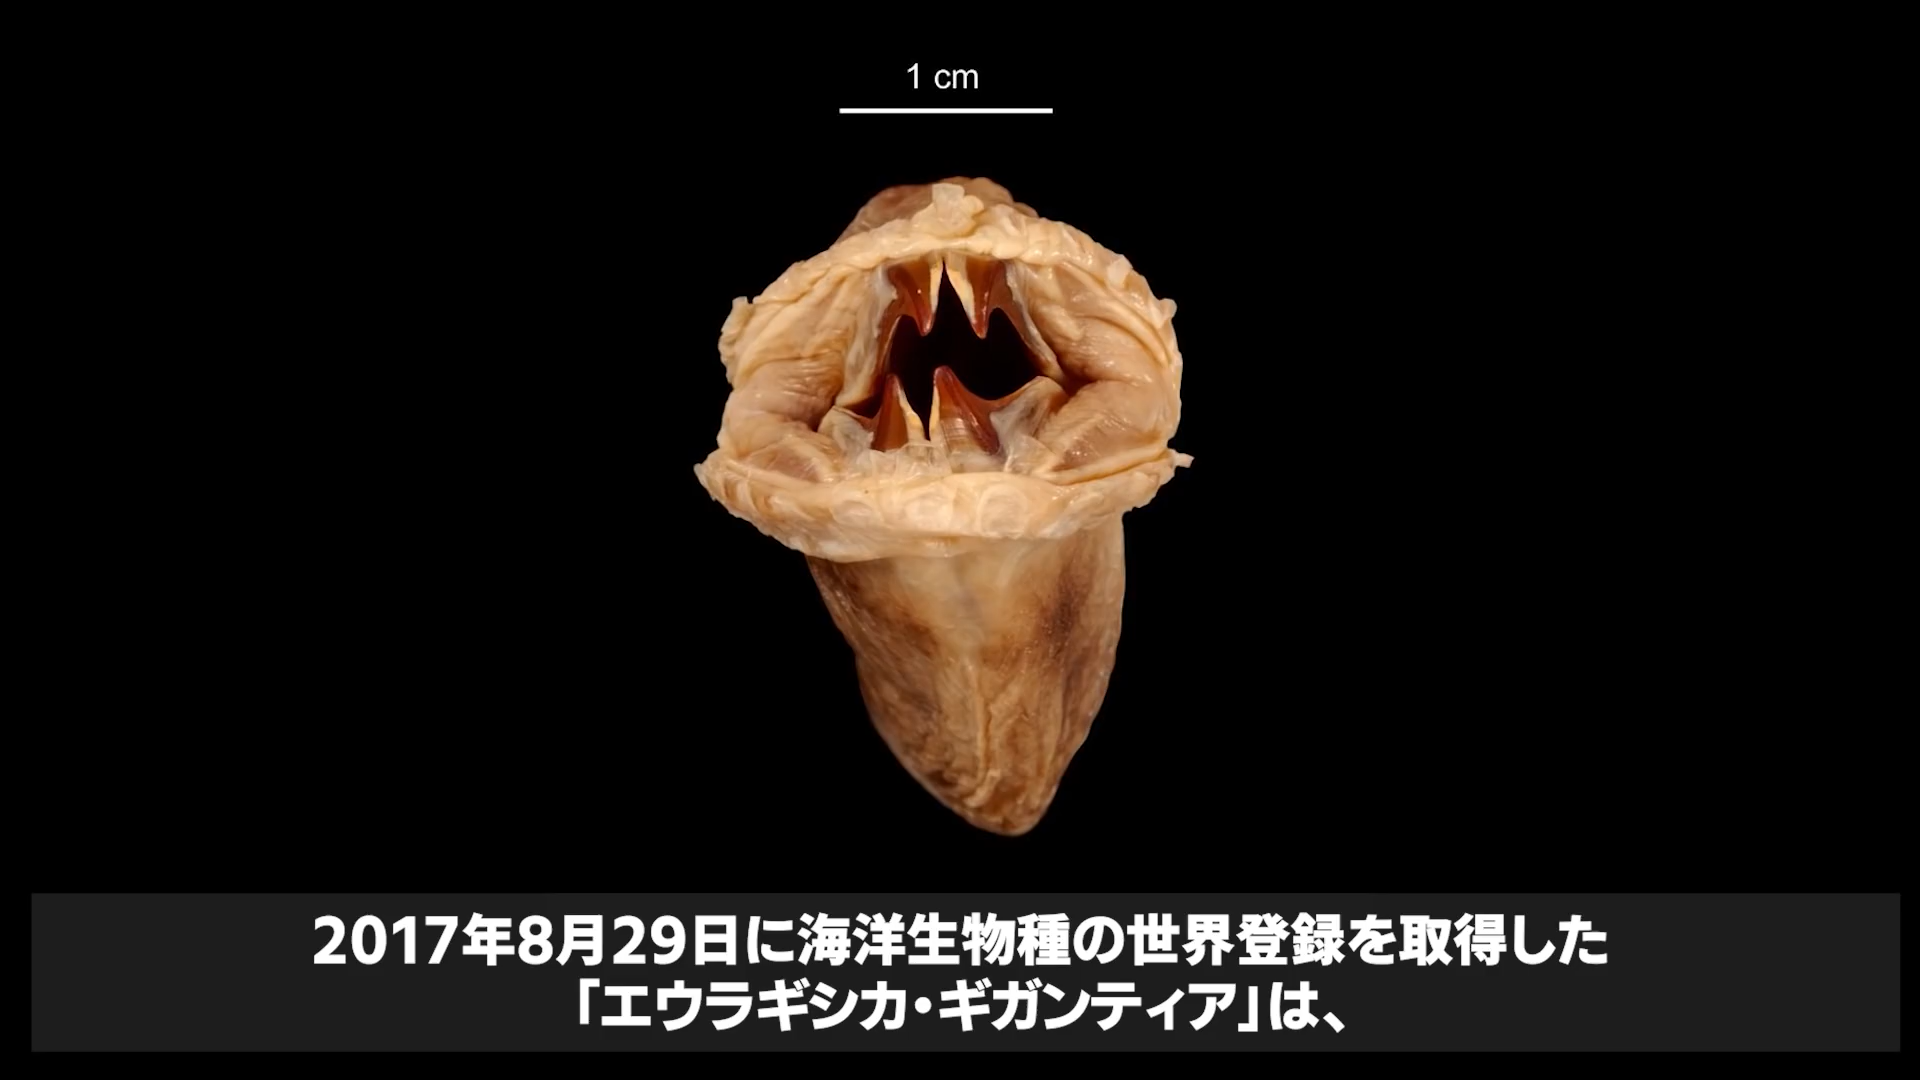 1 cm
2017年8月29日に海洋生物種の世界登録を取得した
「エウラギシカ・ギガンティア」は、